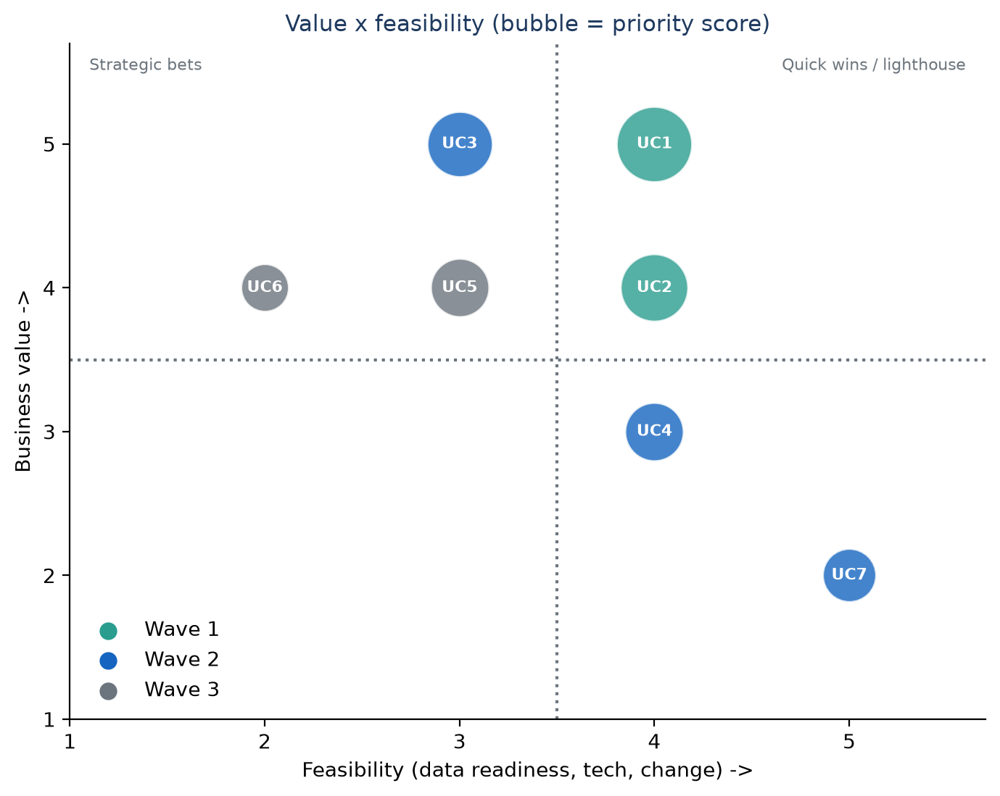 Value x feasibility (bubble = priority score)
Strategic bets
Quick wins / lighthouse
5
UC3
UC1
4
UC6
UC5
UC2
Business value ->
3
UC4
2
UC7
Wave 1
Wave 2
Wave 3
1
1
2
3
4
5
Feasibility (data readiness, tech, change) ->